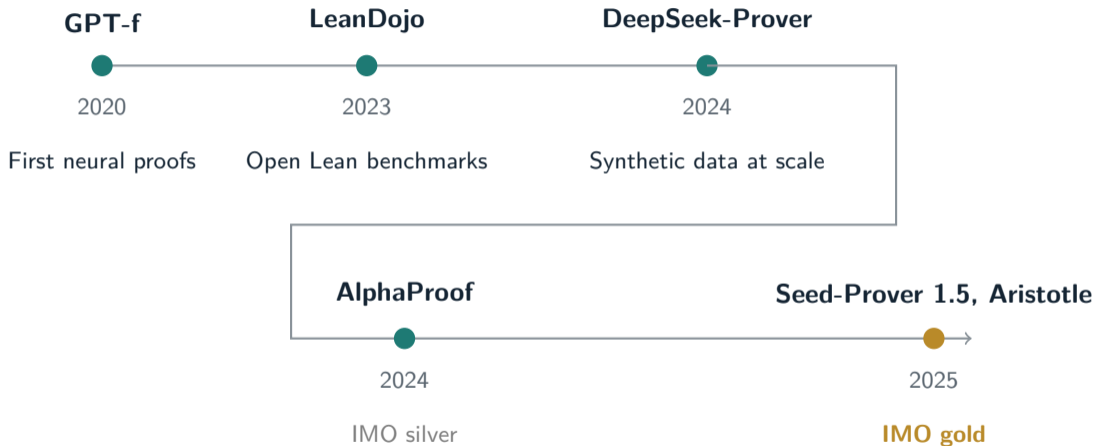 GPT-f
LeanDojo
DeepSeek-Prover
2020
2023
2024
First neural proofs
Open Lean benchmarks
Synthetic data at scale
AlphaProof
Seed-Prover 1.5, Aristotle
2024
2025
IMO silver
IMO gold